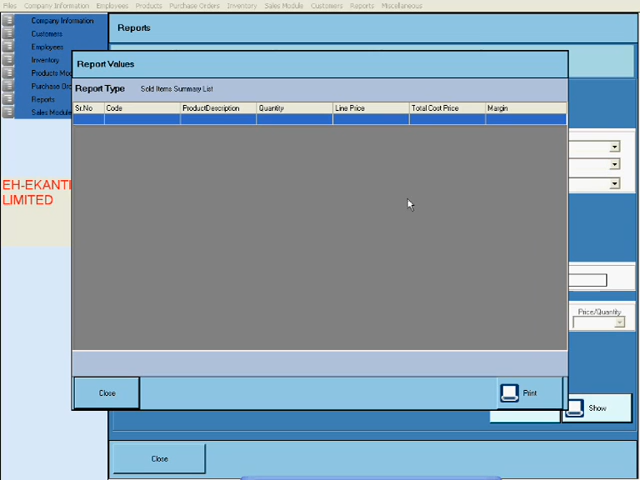 Files Company Information Employees Products Purchase Orders Inventory Sales Module Customers Reports Miscellaneous
Company Information
Customers
Employees
Inventory
Products Mod
Purchase Ord
Reports
Sales Module
EH-EKANTI
LIMITED
Reports
Report Values
Report Type Sold Items Summary List
Sr.No Code ProductDescription Quantity Line Price Total Cost Price Margin
Price/Quantity
Close Print
Show
Close